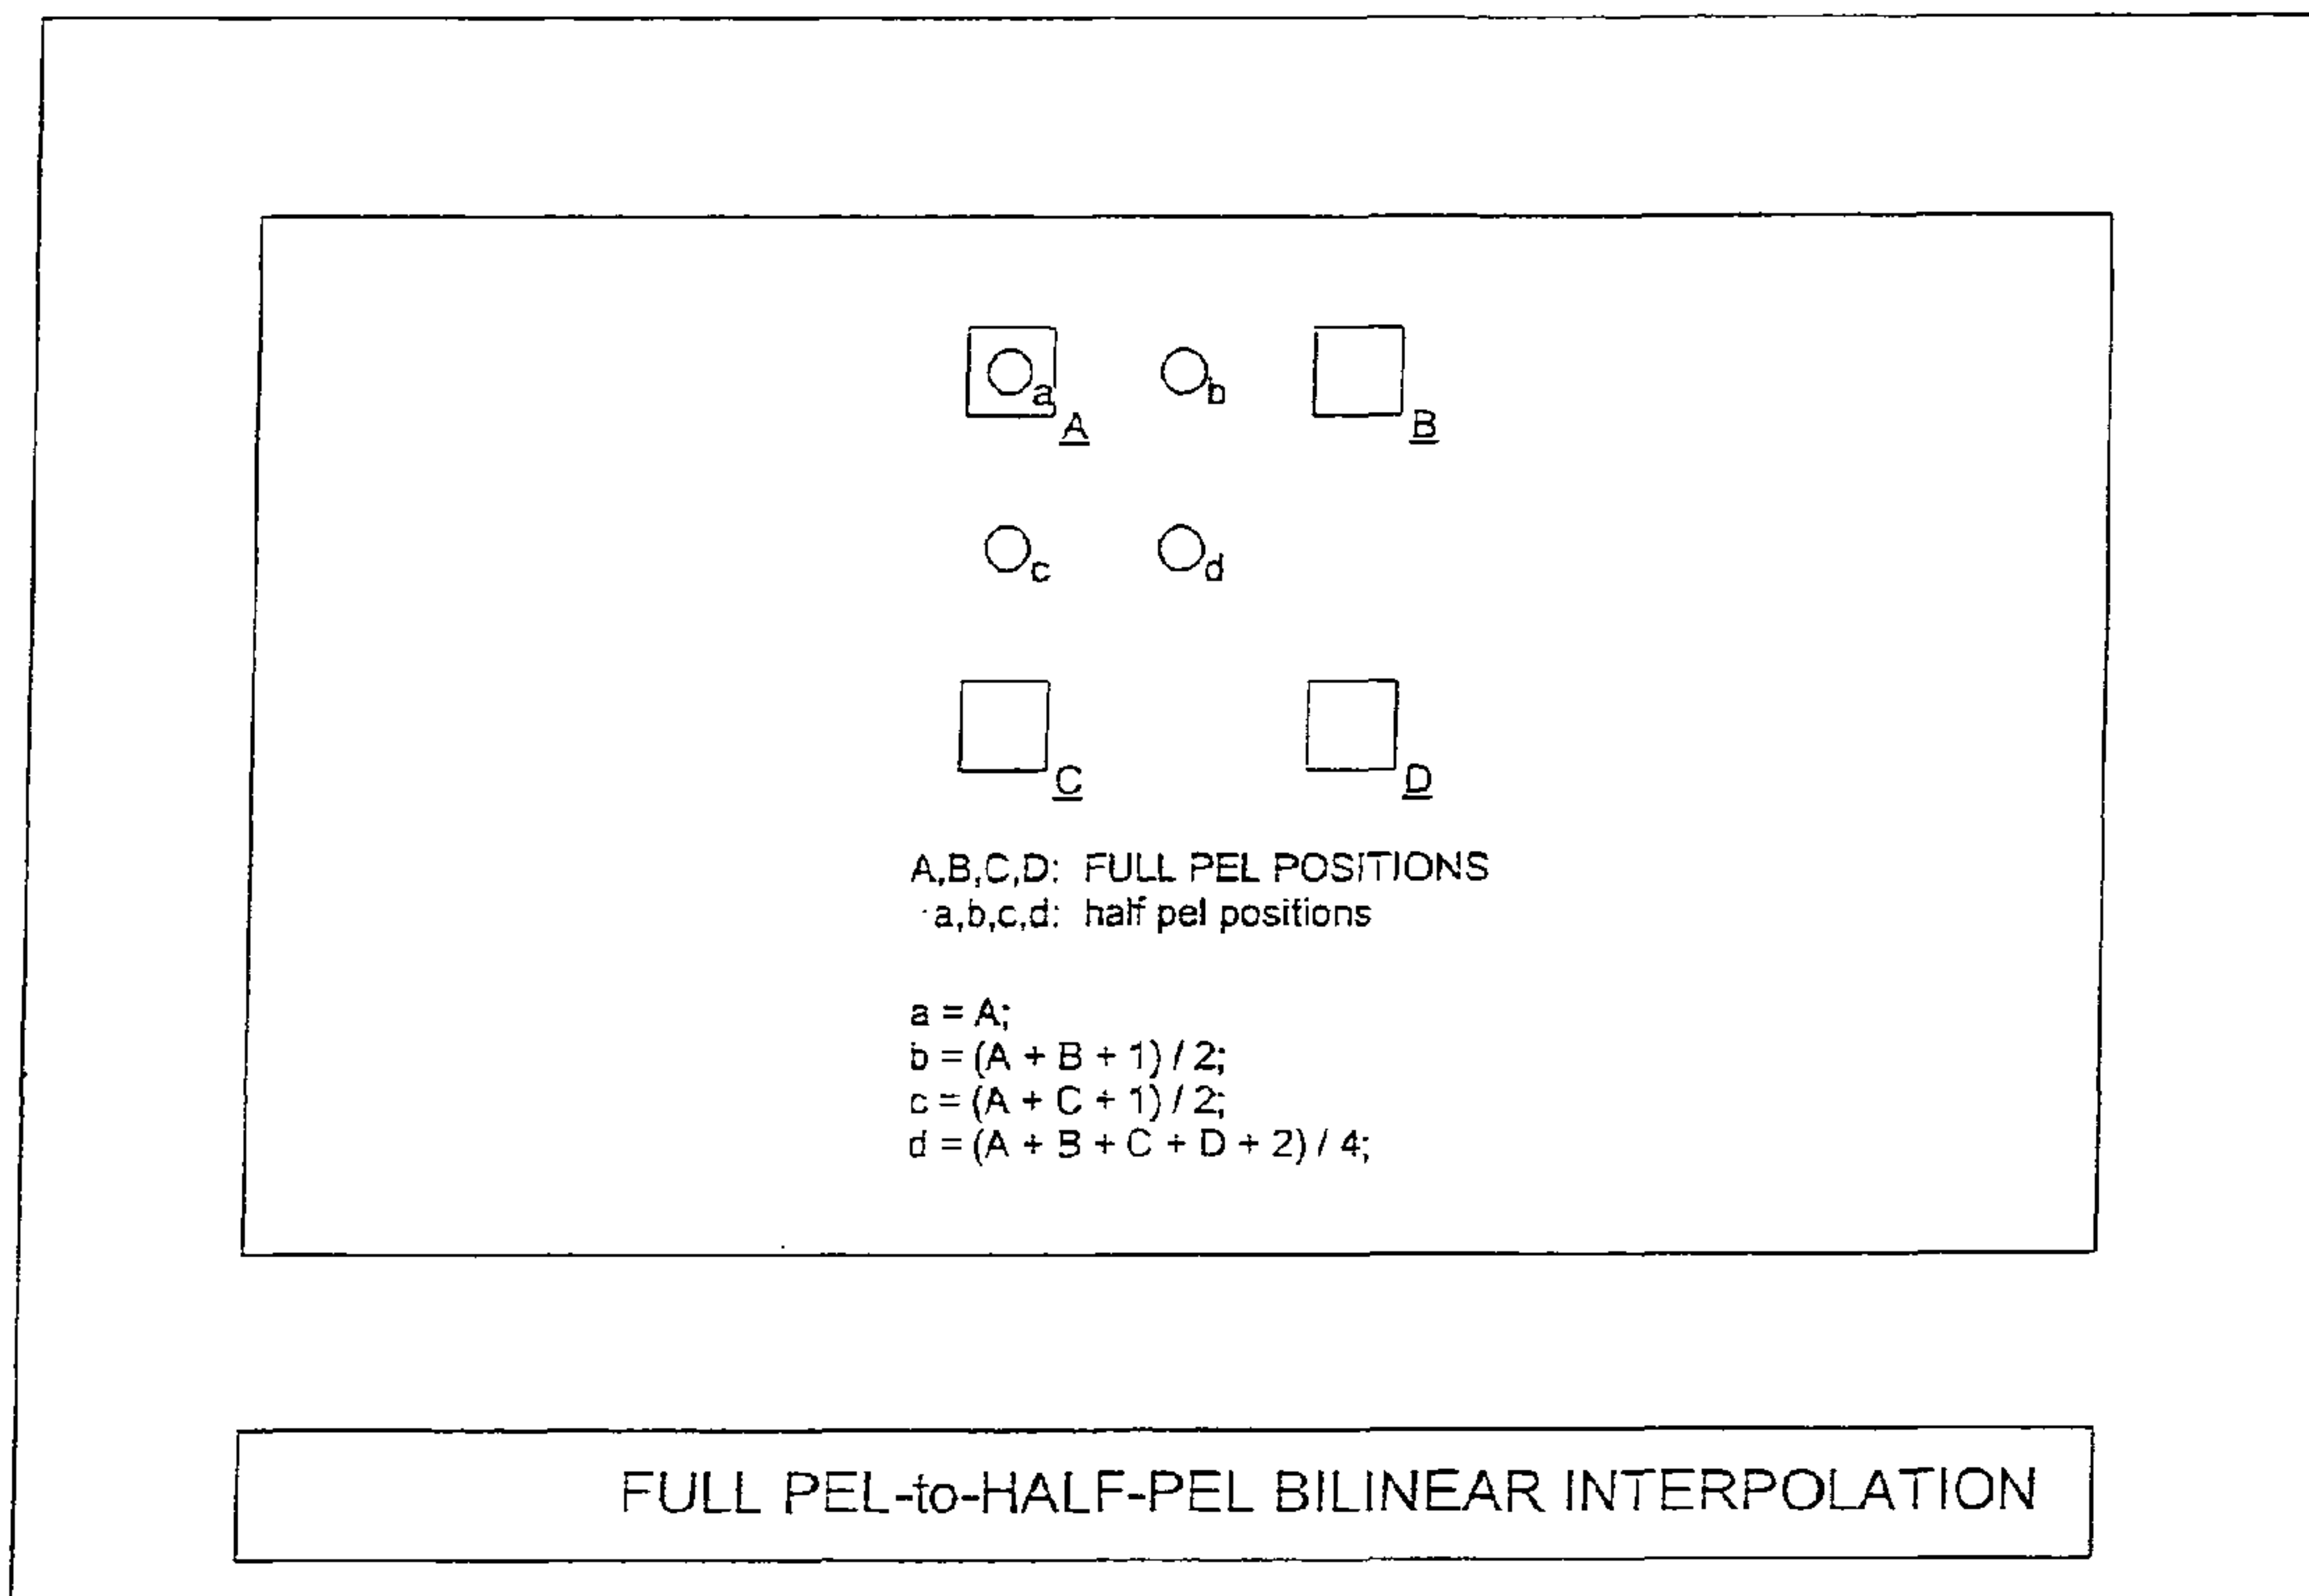 a b
A B
c d
C D
A,B,C,D: FULL PEL POSITIONS
a,b,c,d: half pel positions
a = A;
b = (A + B + 1) / 2;
c = (A + C + 1) / 2;
d = (A + B + C + D + 2) / 4;
FULL PEL-to-HALF-PEL BILINEAR INTERPOLATION